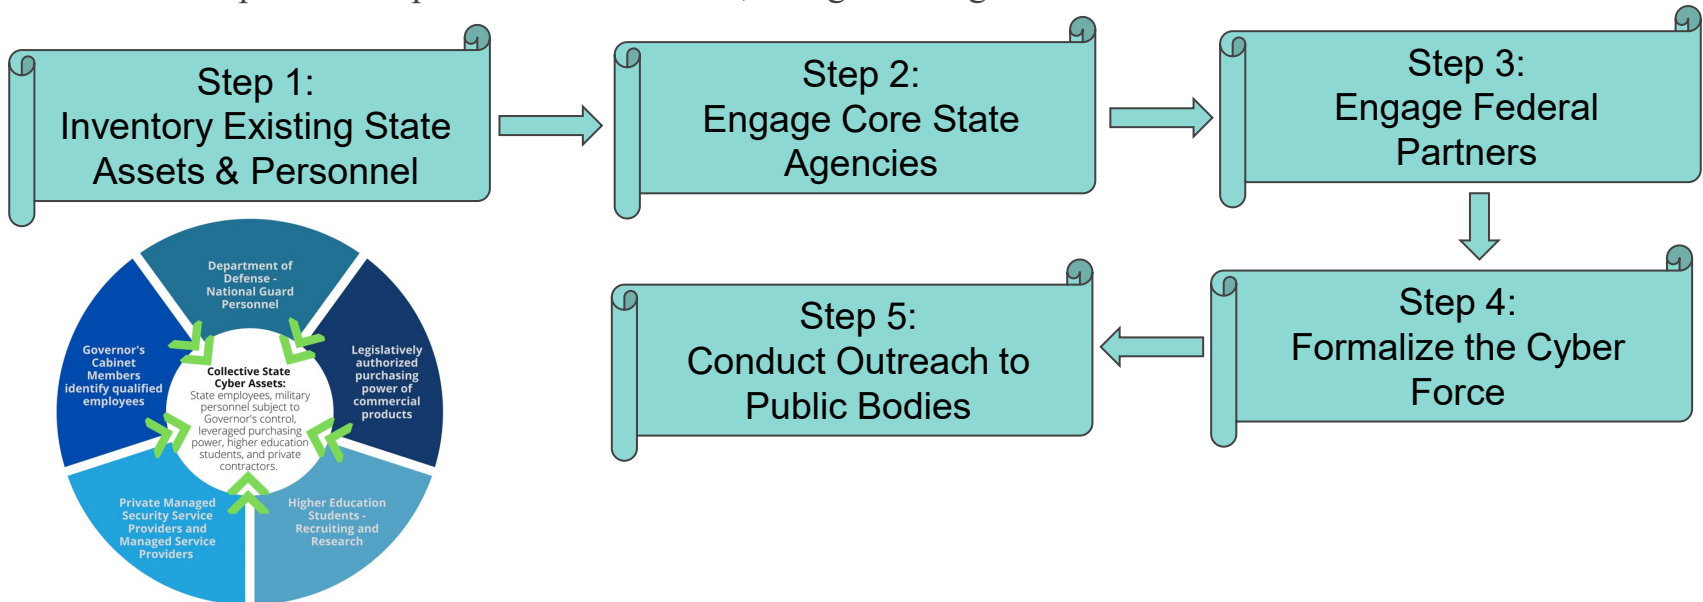 Step 1:
Inventory Existing State
Assets & Personnel
Step 2:
Engage Core State
Agencies
Step 3:
Engage Federal
Partners
Step 4:
Formalize the Cyber
Force
Step 5:
Conduct Outreach to
Public Bodies
Department of
Defense -
National Guard
Personnel
Legislatively
authorized
purchasing
power of
commercial
products
Higher Education
Students -
Recruiting and
Research
Private Managed
Security Service
Providers and
Managed Service
Providers
Governor's
Cabinet
Members
identify qualified
employees
Collective State
Cyber Assets:
State employees, military
personnel subject to
Governor's control,
leveraged purchasing
power, higher education
students, and private
contractors.